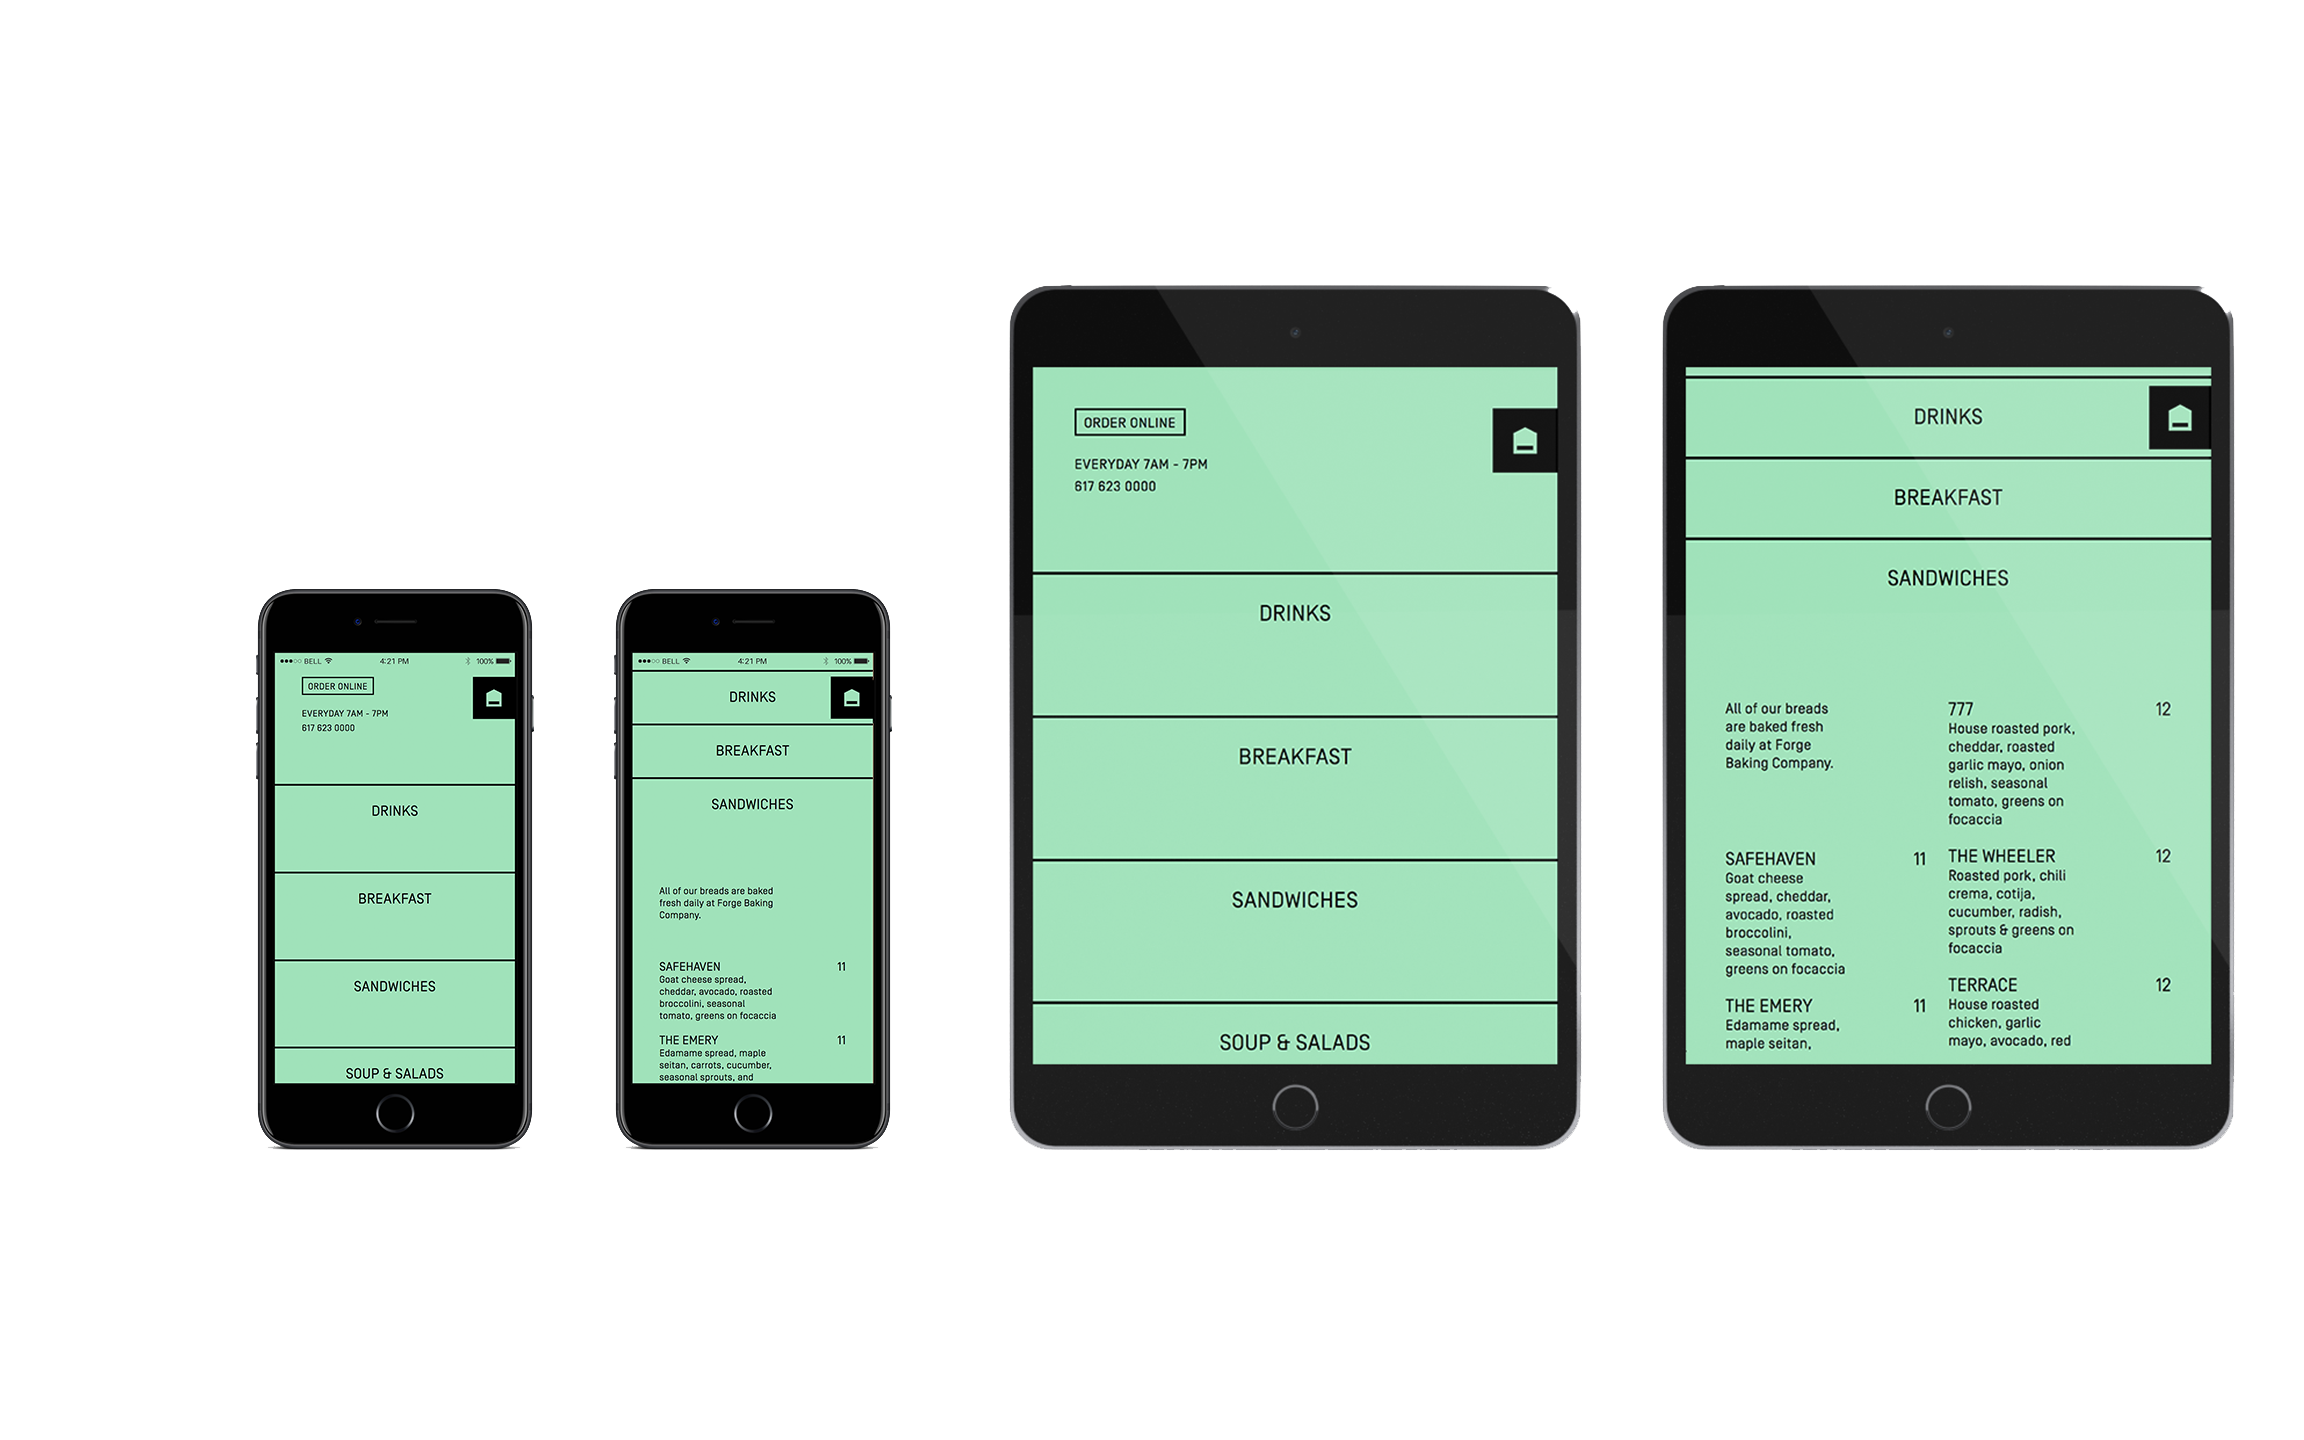 ●●●○○ BELL 4:21 PM 100%
ORDER ONLINE
EVERYDAY 7AM - 7PM
617 623 0000
DRINKS
BREAKFAST
SANDWICHES
SOUP & SALADS
●●●○○ BELL 4:21 PM 100%
DRINKS
BREAKFAST
SANDWICHES
All of our breads are baked
fresh daily at Forge Baking
Company.
SAFEHAVEN 11
Goat cheese spread,
cheddar, avocado, roasted
broccolini, seasonal
tomato, greens on focaccia
THE EMERY 11
Edamame spread, maple
seitan, carrots, cucumber,
seasonal sprouts, and
ORDER ONLINE
EVERYDAY 7AM - 7PM
617 623 0000
DRINKS
BREAKFAST
SANDWICHES
SOUP & SALADS
DRINKS
BREAKFAST
SANDWICHES
All of our breads
are baked fresh
daily at Forge
Baking Company.
SAFEHAVEN 11
Goat cheese
spread, cheddar,
avocado, roasted
broccolini,
seasonal tomato,
greens on focaccia
THE EMERY 11
Edamame spread,
maple seitan,
777 12
House roasted pork,
cheddar, roasted
garlic mayo, onion
relish, seasonal
tomato, greens on
focaccia
THE WHEELER 12
Roasted pork, chili
crema, cotija,
cucumber, radish,
sprouts & greens on
focaccia
TERRACE 12
House roasted
chicken, garlic
mayo, avocado, red